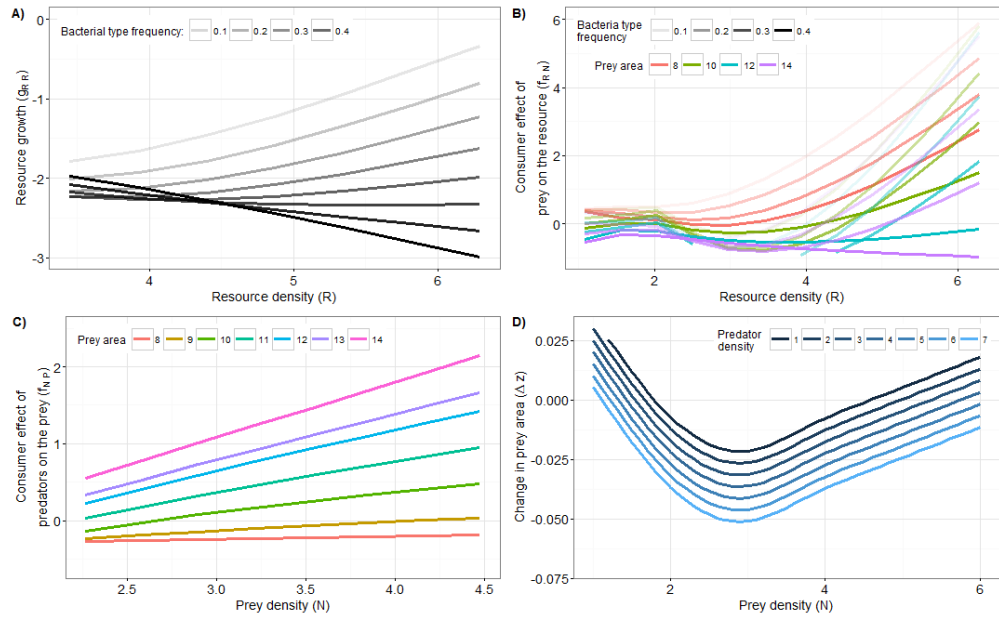 A)
Bacterial type frequency: 0.1 0.2 0.3 0.4
0
-1
-2
-3
Resource growth (gR R)
4 5 6
Resource density (R)
B)
Bacteria type
frequency
0.1 0.2 0.3 0.4
Prey area 8 10 12 14
6
4
2
0
Consumer effect of
prey on the resource (fR N)
2 4 6
Resource density (R)
C)
Prey area 8 9 10 11 12 13 14
2
1
0
Consumer effect of
predators on the prey (fN P)
2.5 3.0 3.5 4.0 4.5
Prey density (N)
D)
Predator
density
1 2 3 4 5 6 7
0.025
0.000
-0.025
-0.050
-0.075
Change in prey area (Δ z)
2 4 6
Prey density (N)